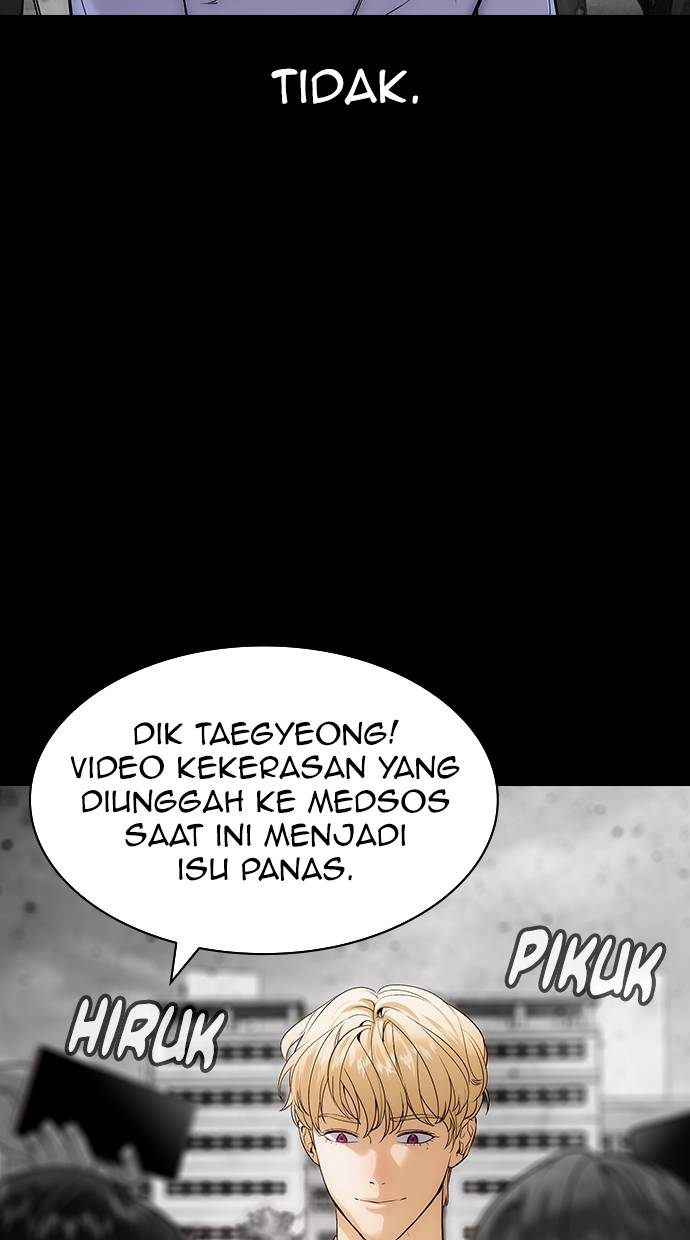 TIDAK.
DIK TAEGYEONG!
VIDEO KEKERASAN YANG
DIUNGGAH KE MEDSOS
SAAT INI MENJADI
ISU PANAS.
HIRUK
PIKUK